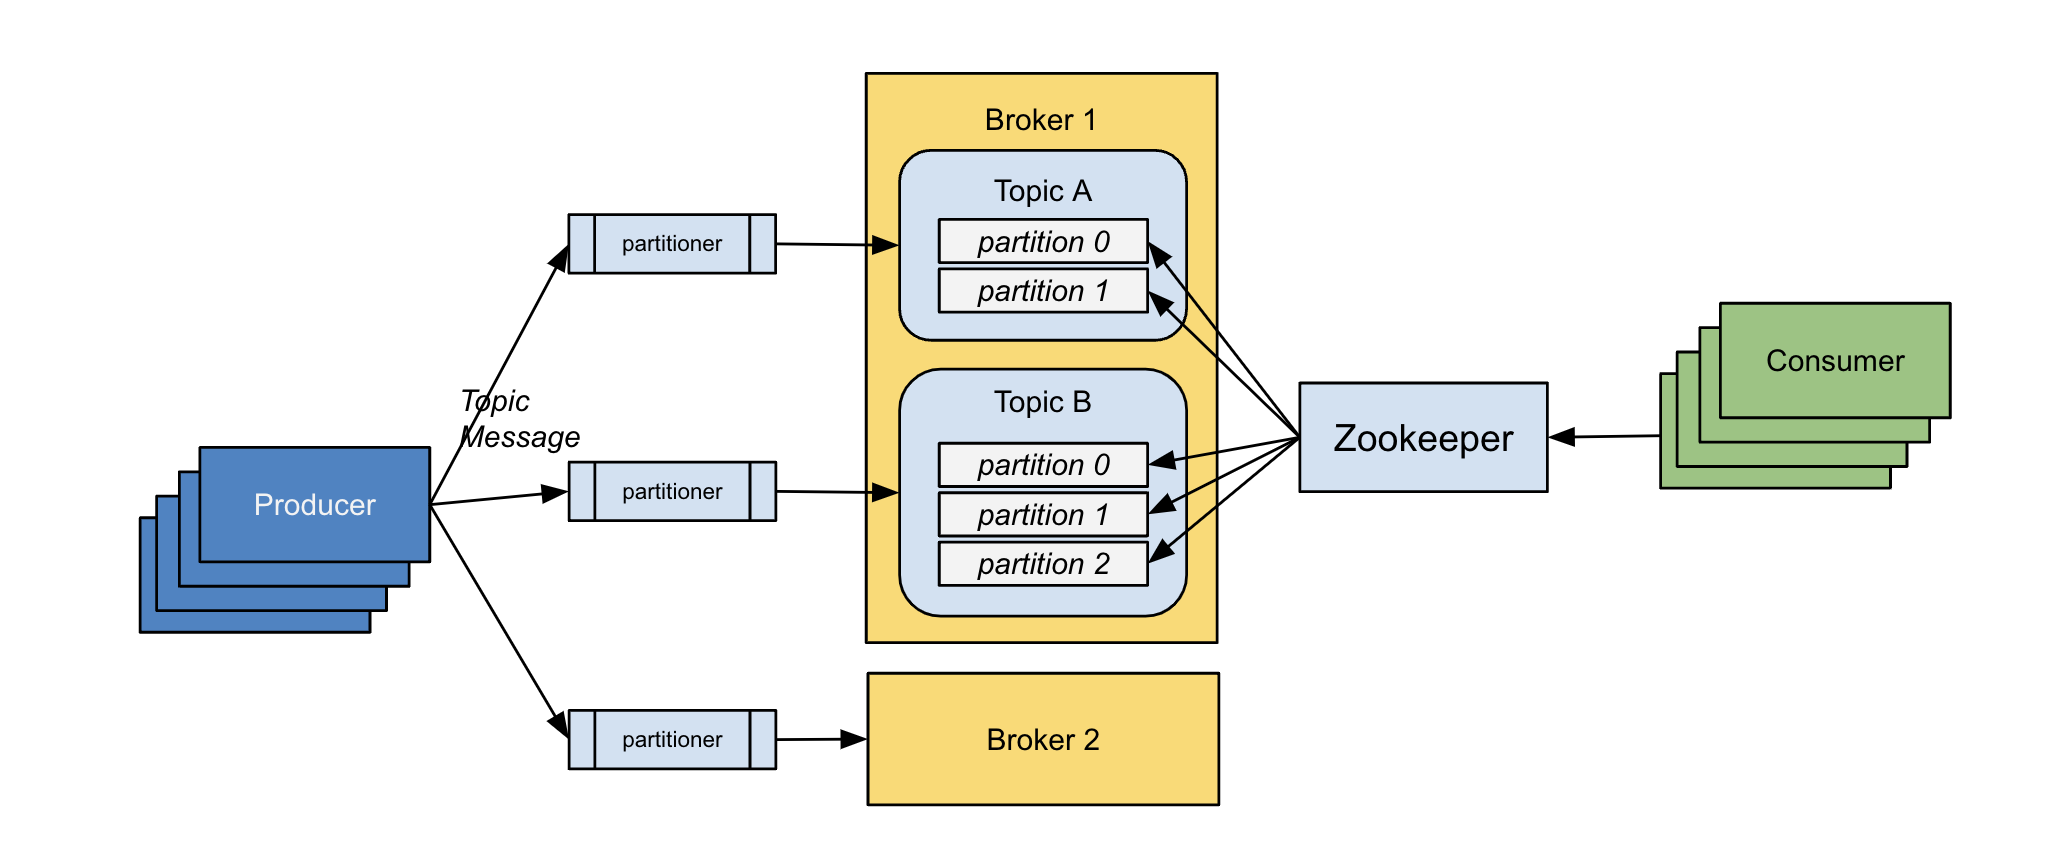 Broker 1
Topic A
partitioner
partition 0
partition 1
Topic
Message
Topic B
Consumer
Zookeeper
Producer
partitioner
partition 0
partition 1
partition 2
partitioner
Broker 2